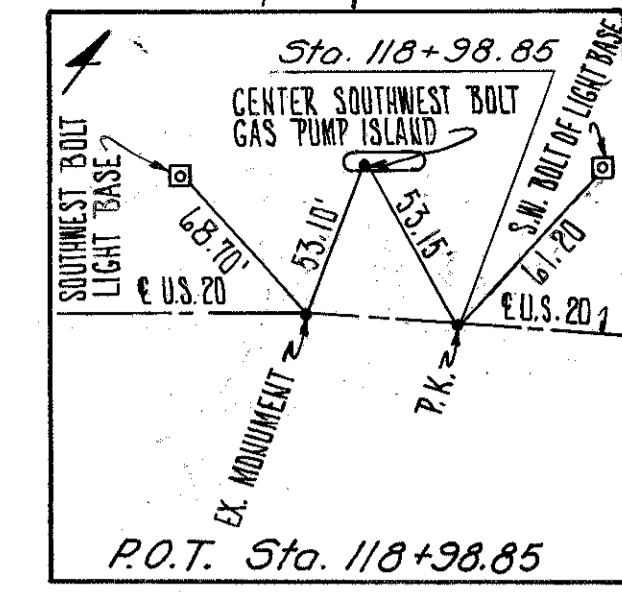 Sta. 118+98.85
CENTER SOUTHWEST BOLT
GAS PUMP ISLAND
SOUTHWEST BOLT
LIGHT BASE
S.W. BOLT OF LIGHT BASE
68.70'
53.10'
53.15'
61.20
℄ U.S. 20
℄ U.S. 20
EX. MONUMENT
P.K.
P.O.T. Sta. 118+98.85